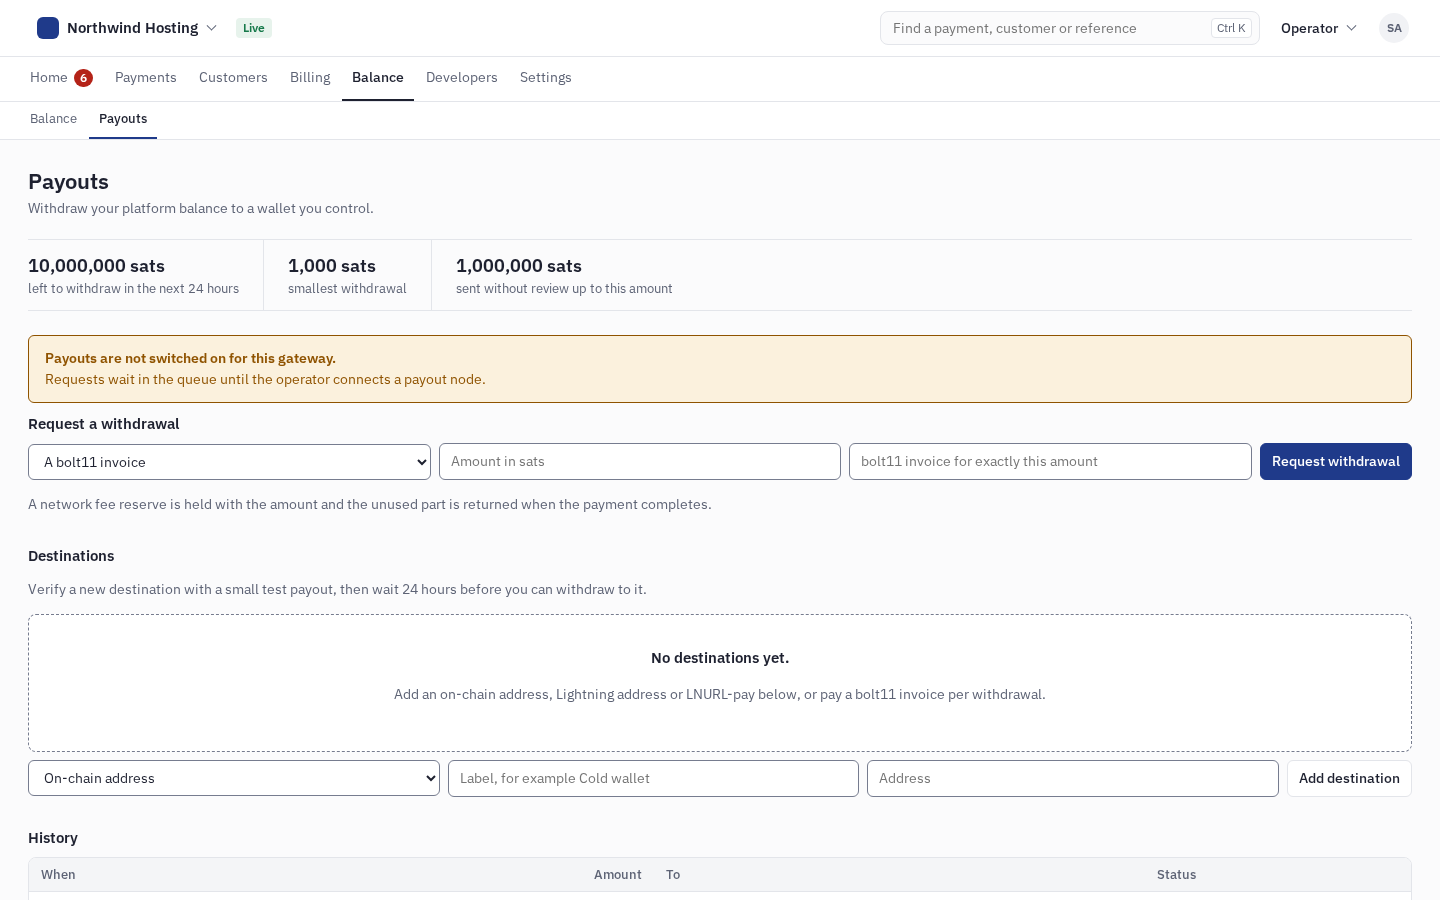 Northwind Hosting
Live
Find a payment, customer or reference
Ctrl K
Operator
SA
Home 6
Payments
Customers
Billing
Balance
Developers
Settings
Balance
Payouts
Payouts
Withdraw your platform balance to a wallet you control.
10,000,000 sats
left to withdraw in the next 24 hours
1,000 sats
smallest withdrawal
1,000,000 sats
sent without review up to this amount
Payouts are not switched on for this gateway.
Requests wait in the queue until the operator connects a payout node.
Request a withdrawal
A bolt11 invoice
Amount in sats
bolt11 invoice for exactly this amount
Request withdrawal
A network fee reserve is held with the amount and the unused part is returned when the payment completes.
Destinations
Verify a new destination with a small test payout, then wait 24 hours before you can withdraw to it.
No destinations yet.
Add an on-chain address, Lightning address or LNURL-pay below, or pay a bolt11 invoice per withdrawal.
On-chain address
Label, for example Cold wallet
Address
Add destination
History
When
Amount
To
Status